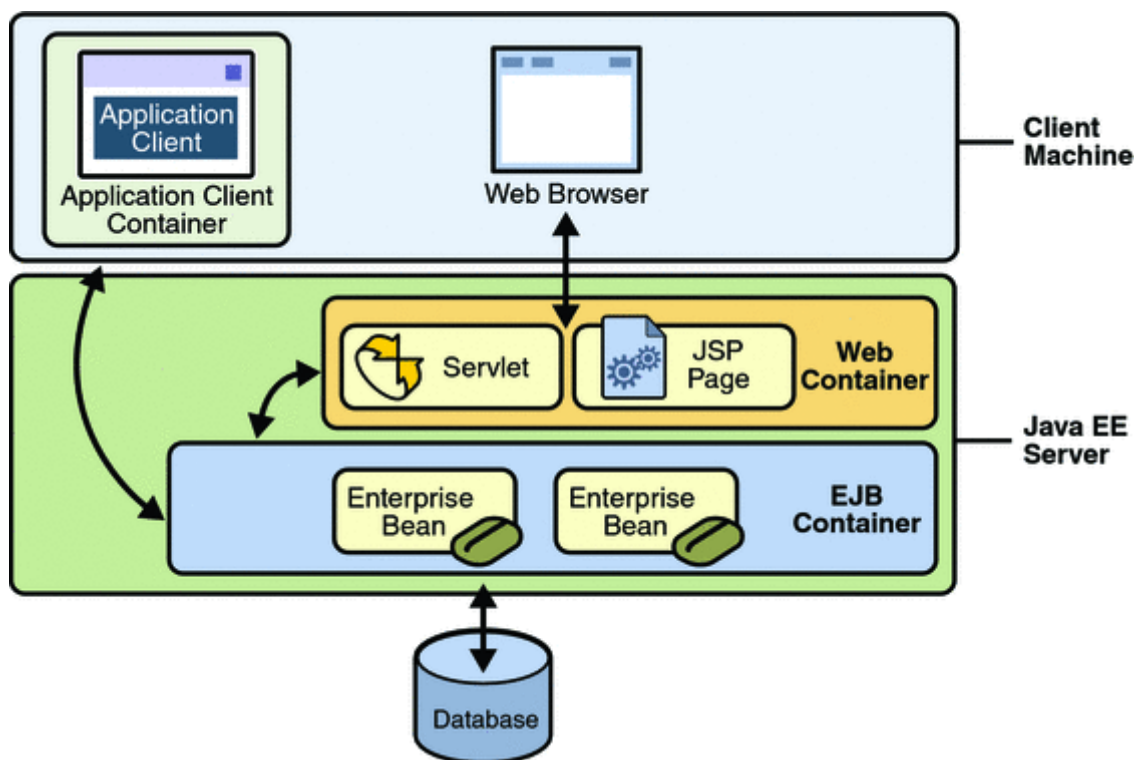 Application
Client
Application Client
Container
Web Browser
Client
Machine
Servlet
JSP
Page
Web
Container
Java EE
Server
Enterprise
Bean
Enterprise
Bean
EJB
Container
Database